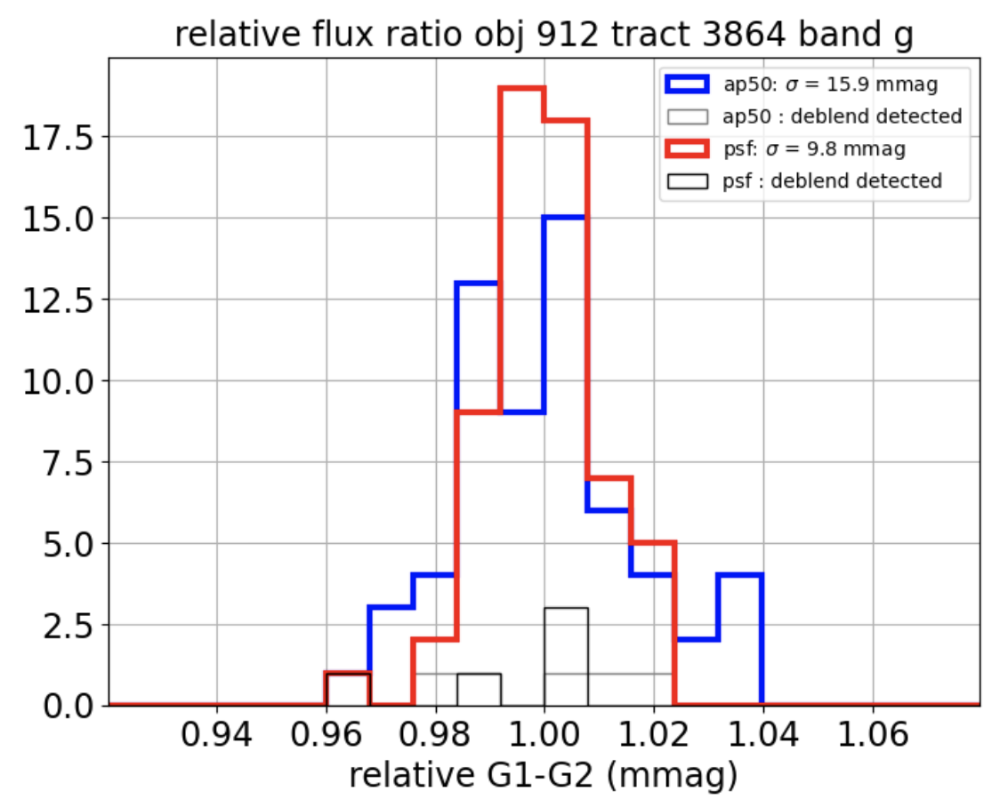 relative flux ratio obj 912 tract 3864 band g
ap50: σ = 15.9 mmag
ap50 : deblend detected
psf: σ = 9.8 mmag
psf : deblend detected
17.5
15.0
12.5
10.0
7.5
5.0
2.5
0.0
0.94 0.96 0.98 1.00 1.02 1.04 1.06
relative G1-G2 (mmag)